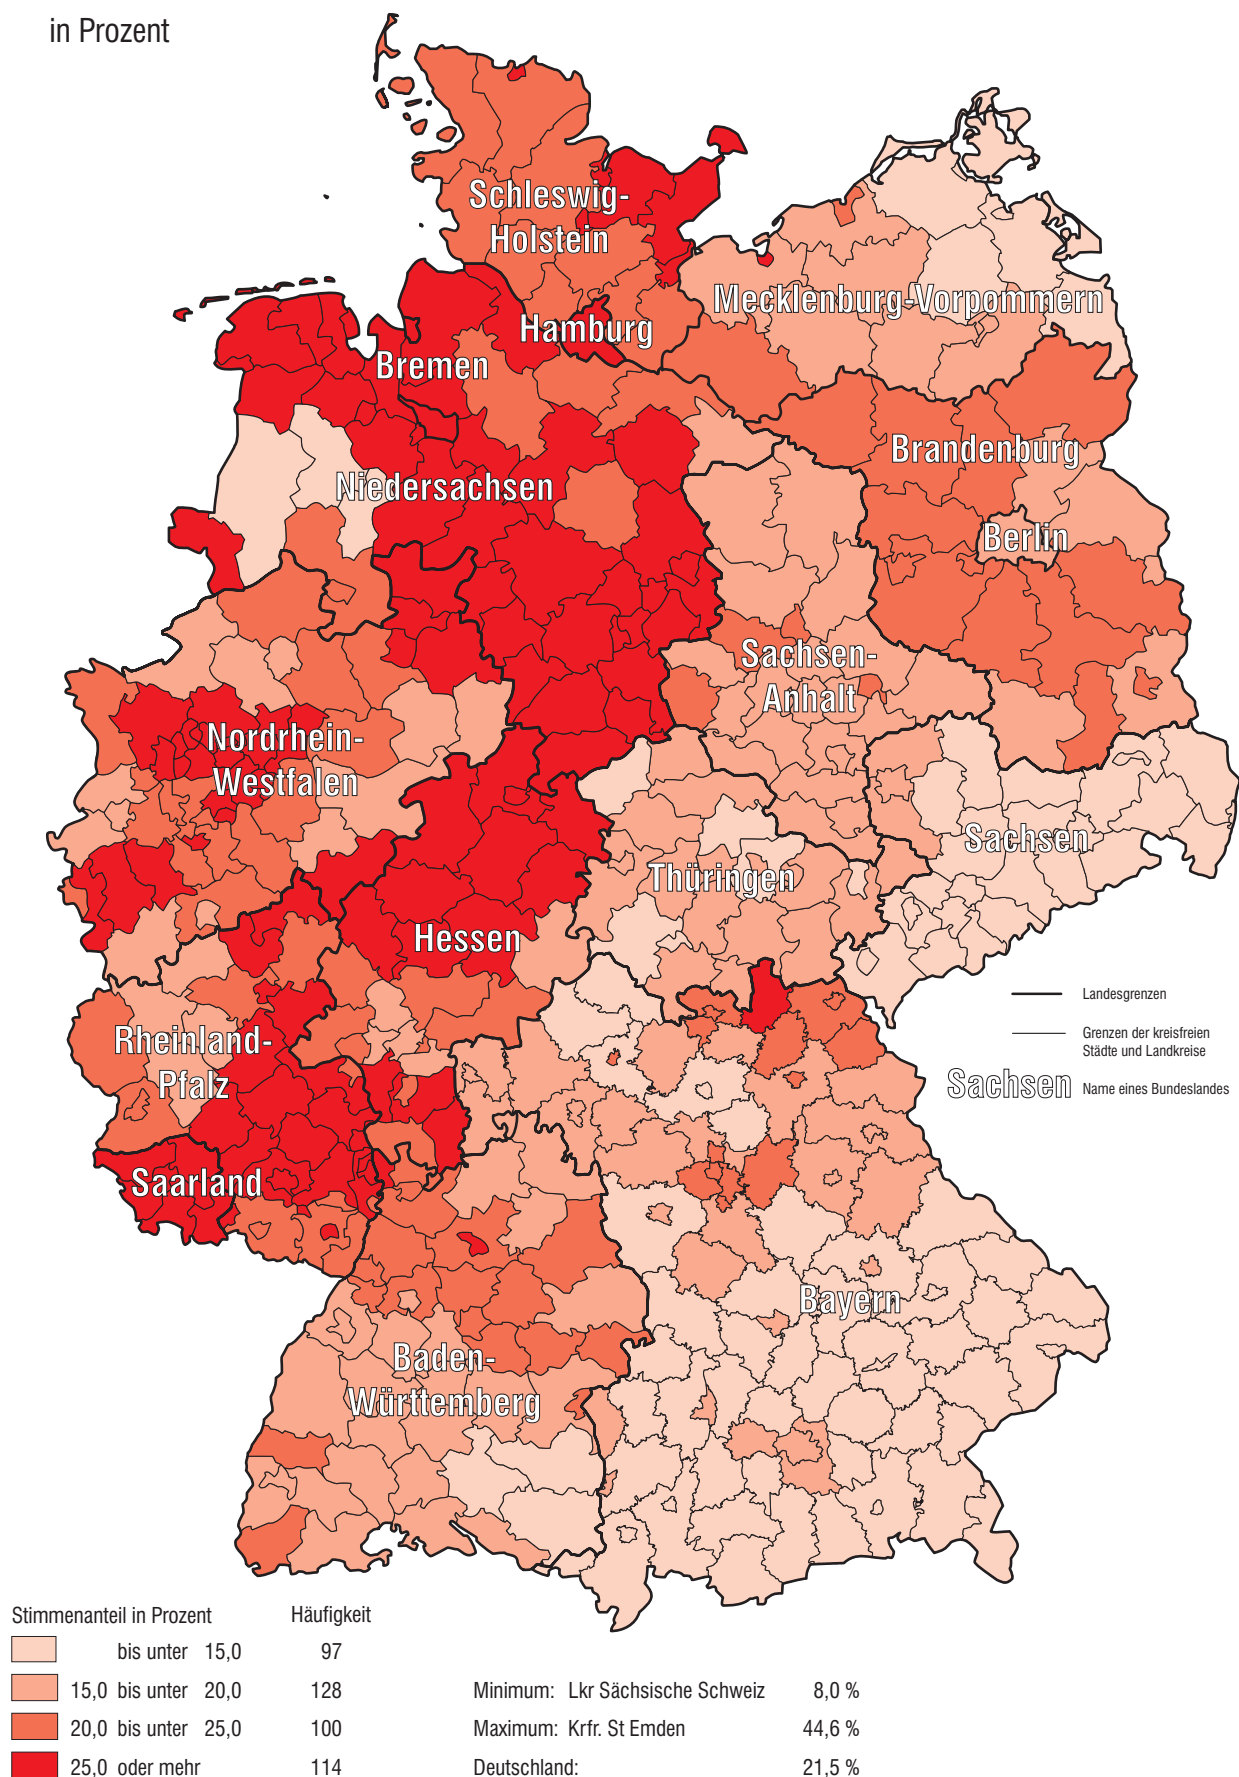 in Prozent
Schleswig-
Holstein
Mecklenburg-Vorpommern
Hamburg
Bremen
Brandenburg
Niedersachsen
Berlin
Sachsen-
Anhalt
Nordrhein-
Westfalen
Sachsen
Thüringen
Hessen
Landesgrenzen
Grenzen der kreisfreien
Städte und Landkreise
Rheinland-
Pfalz
Sachsen Name eines Bundeslandes
Saarland
Bayern
Baden-
Württemberg
Stimmenanteil in Prozent Häufigkeit
bis unter 15,0 97
15,0 bis unter 20,0 128 Minimum: Lkr Sächsische Schweiz 8,0 %
20,0 bis unter 25,0 100 Maximum: Krfr. St Emden 44,6 %
25,0 oder mehr 114 Deutschland: 21,5 %